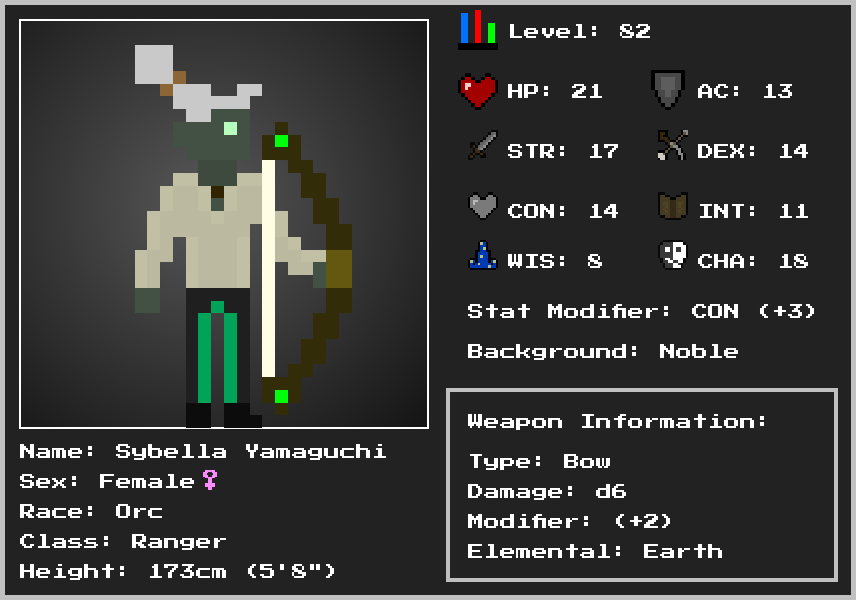 Level: 82
HP: 21 AC: 13
STR: 17 DEX: 14
CON: 14 INT: 11
WIS: 8 CHA: 18
Stat Modifier: CON (+3)
Background: Noble
Name: Sybella Yamaguchi
Sex: Female♀
Race: Orc
Class: Ranger
Height: 173cm (5'8")
Weapon Information:
Type: Bow
Damage: d6
Modifier: (+2)
Elemental: Earth